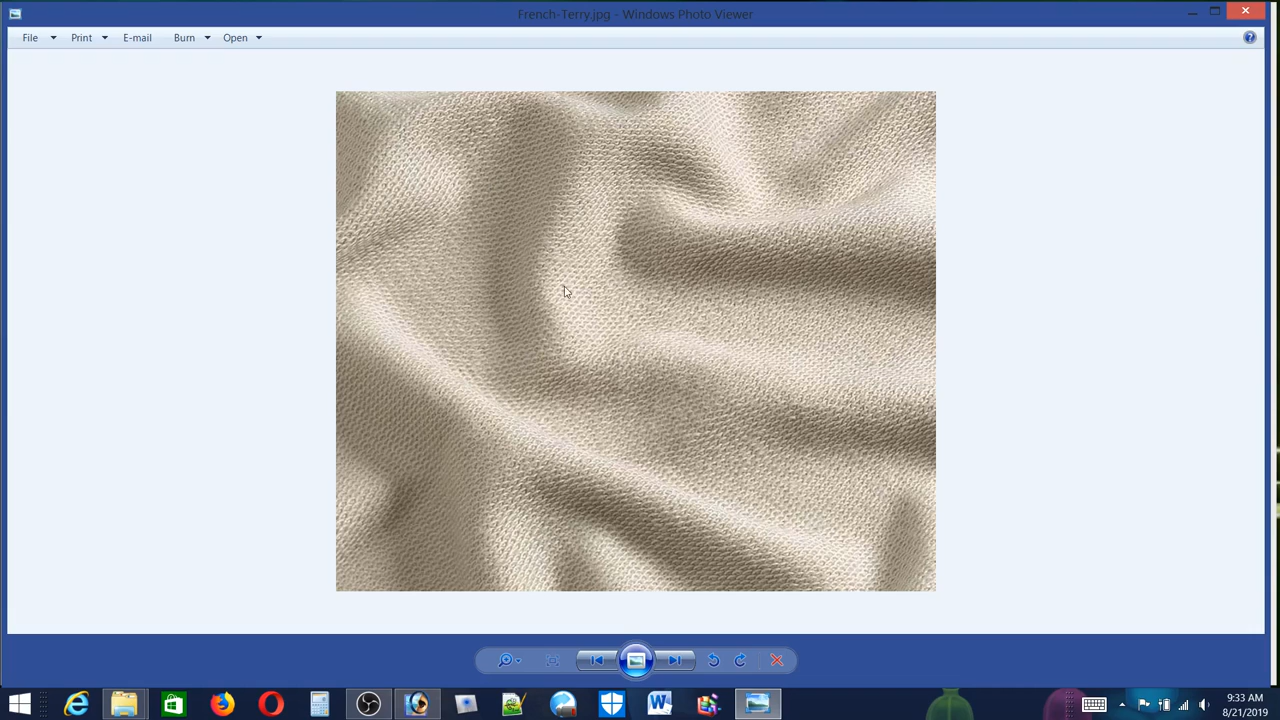 French-Terry.jpg - Windows Photo Viewer
File Print E-mail Burn Open
9:33 AM
8/21/2019